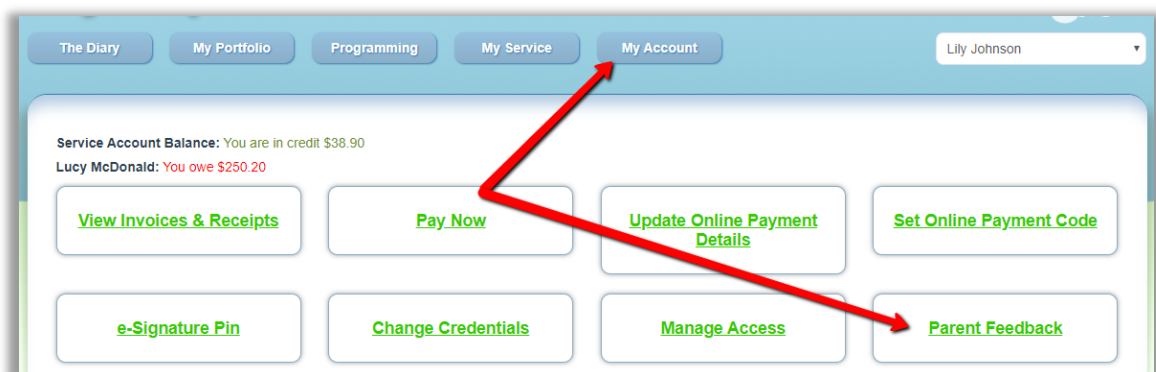 The Diary
My Portfolio
Programming
My Service
My Account
Lily Johnson
Service Account Balance: You are in credit $38.90
Lucy McDonald: You owe $250.20
View Invoices & Receipts
Pay Now
Update Online Payment
Details
Set Online Payment Code
e-Signature Pin
Change Credentials
Manage Access
Parent Feedback